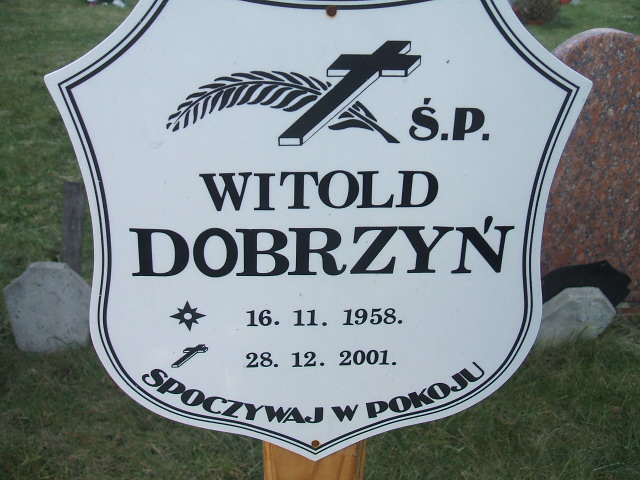 Ś.P.
WITOLD
DOBRZYŃ
16. 11. 1958.
28. 12. 2001.
SPOCZYWAJ W POKOJU